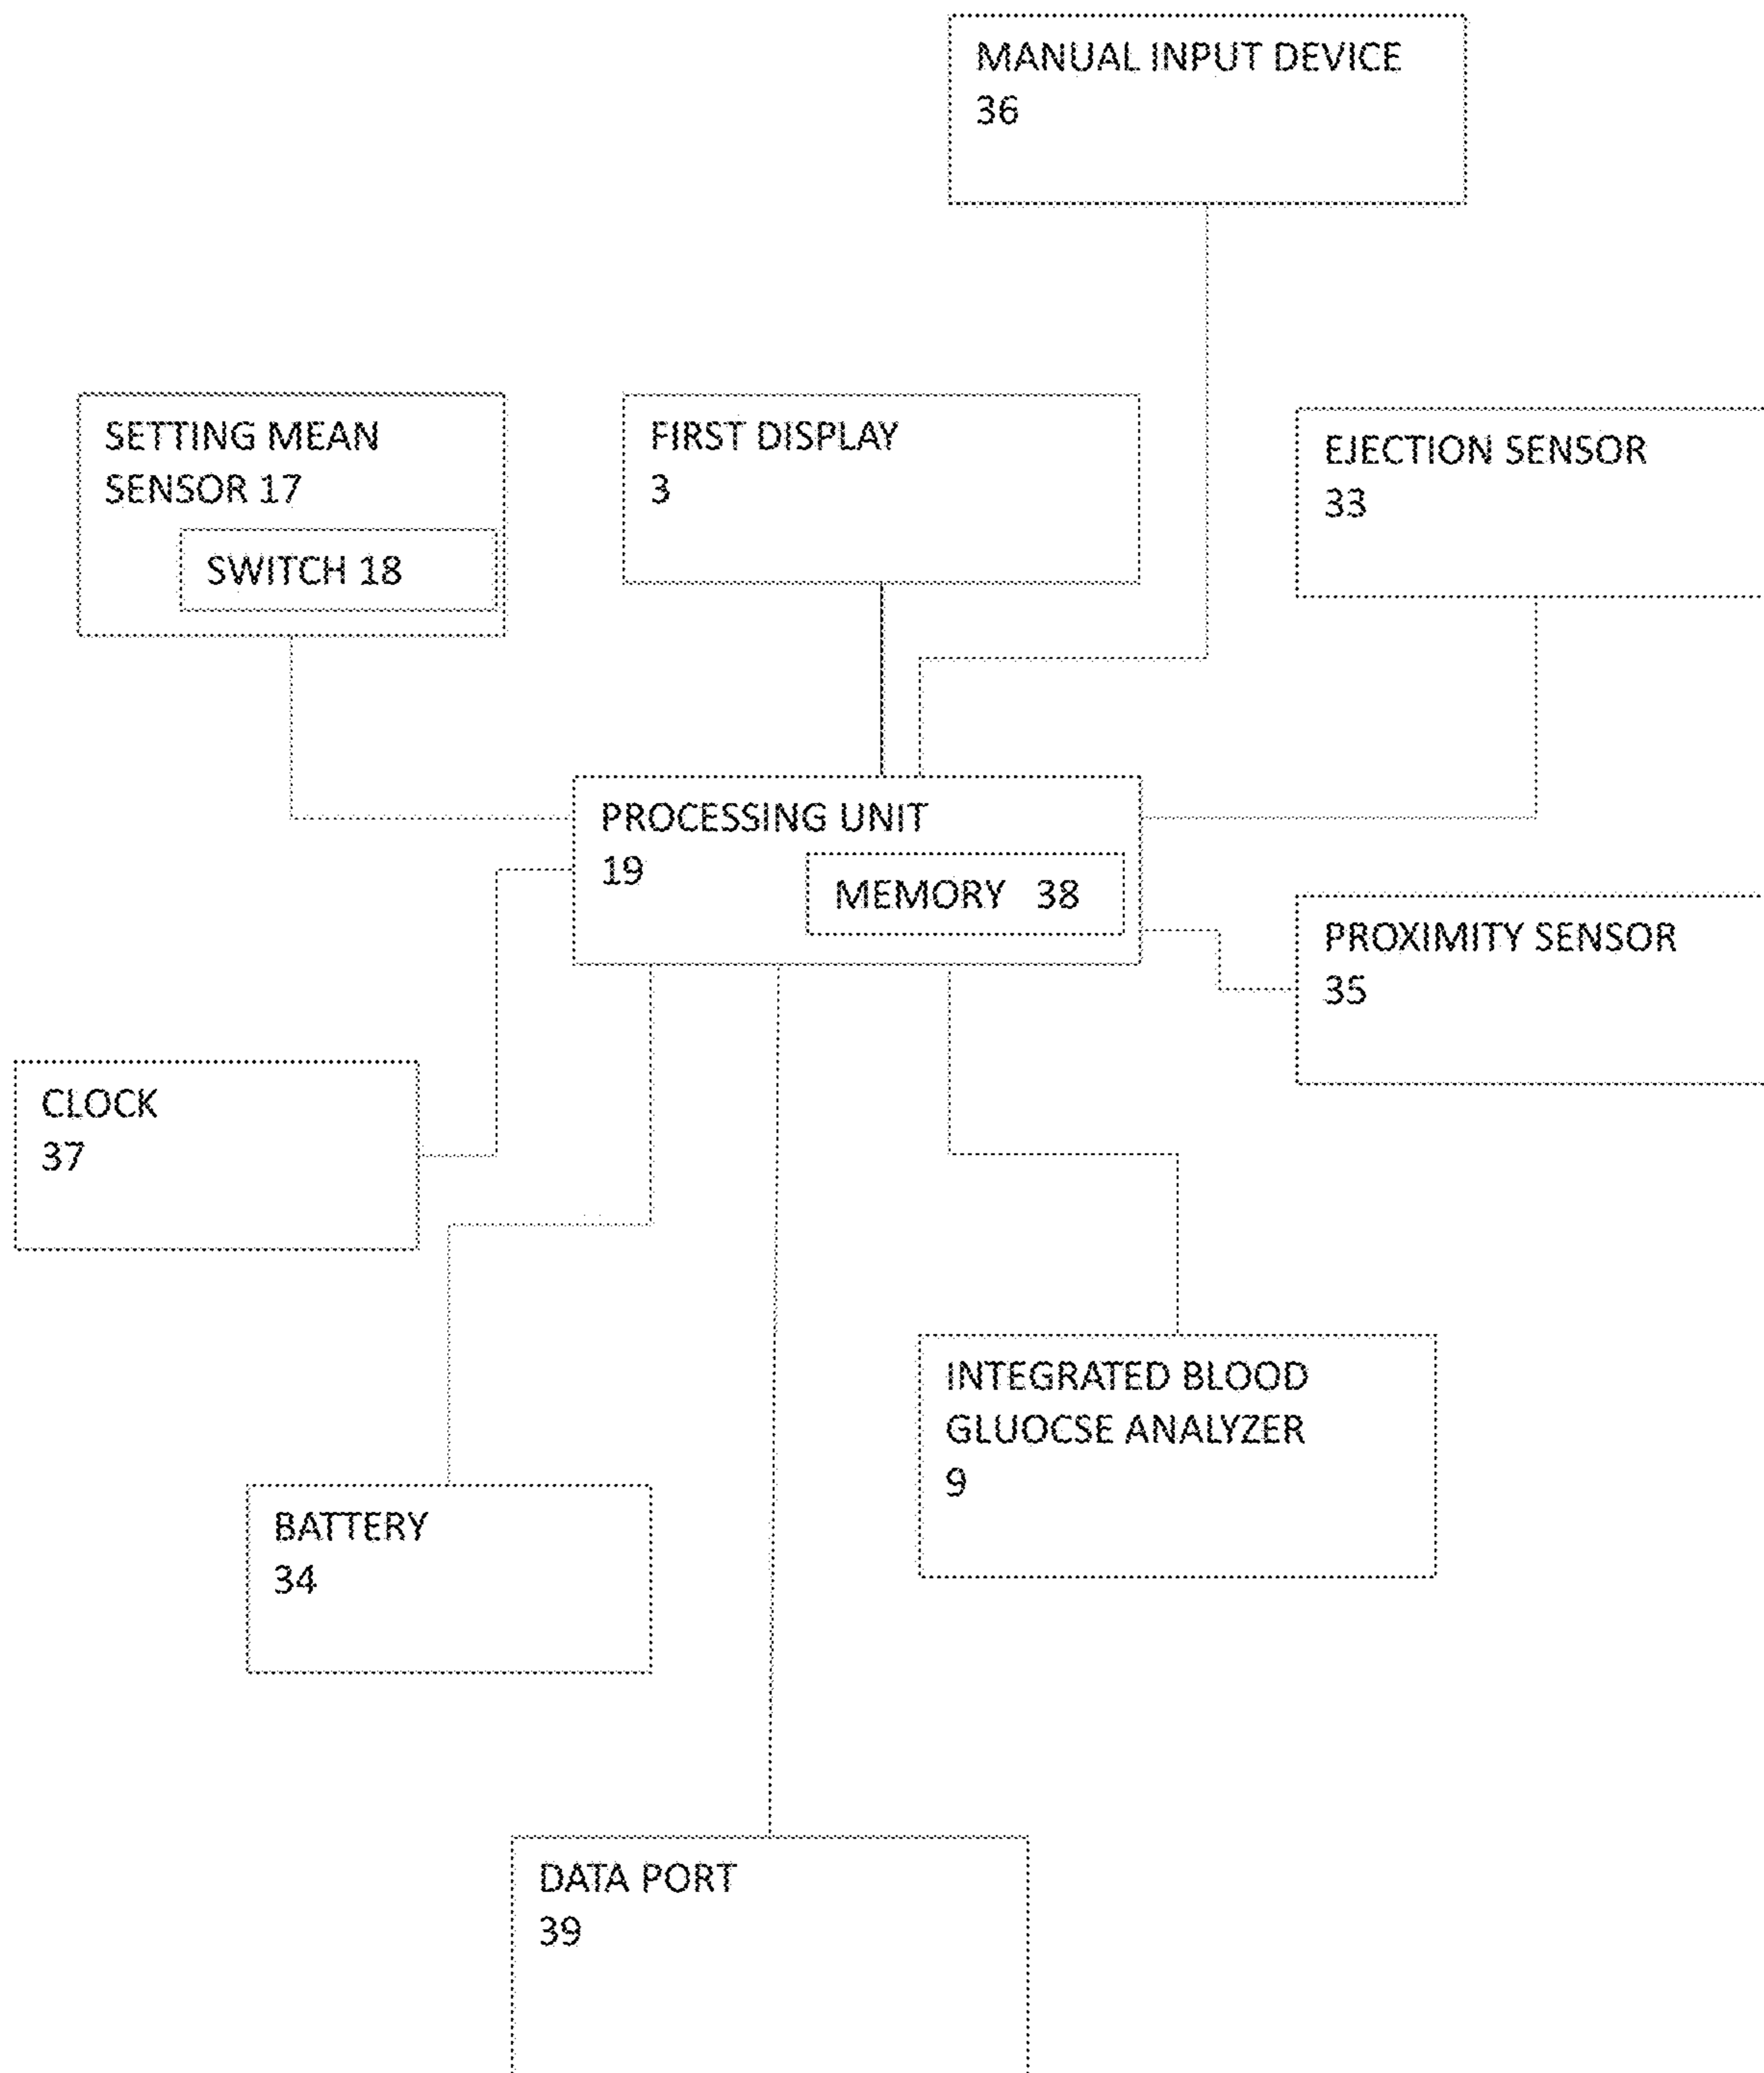 MANUAL INPUT DEVICE
36
SETTING MEAN
SENSOR 17
SWITCH 18
FIRST DISPLAY
3
EJECTION SENSOR
33
PROCESSING UNIT
19
MEMORY 38
PROXIMITY SENSOR
35
CLOCK
37
INTEGRATED BLOOD
GLUOCSE ANALYZER
9
BATTERY
34
DATA PORT
39